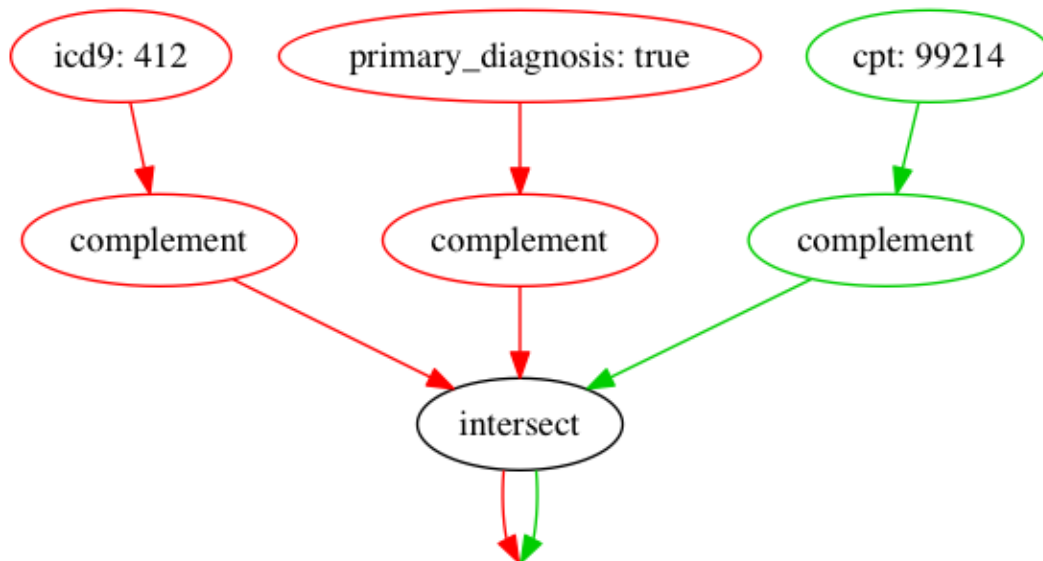 icd9: 412
primary_diagnosis: true
cpt: 99214
complement
complement
complement
intersect